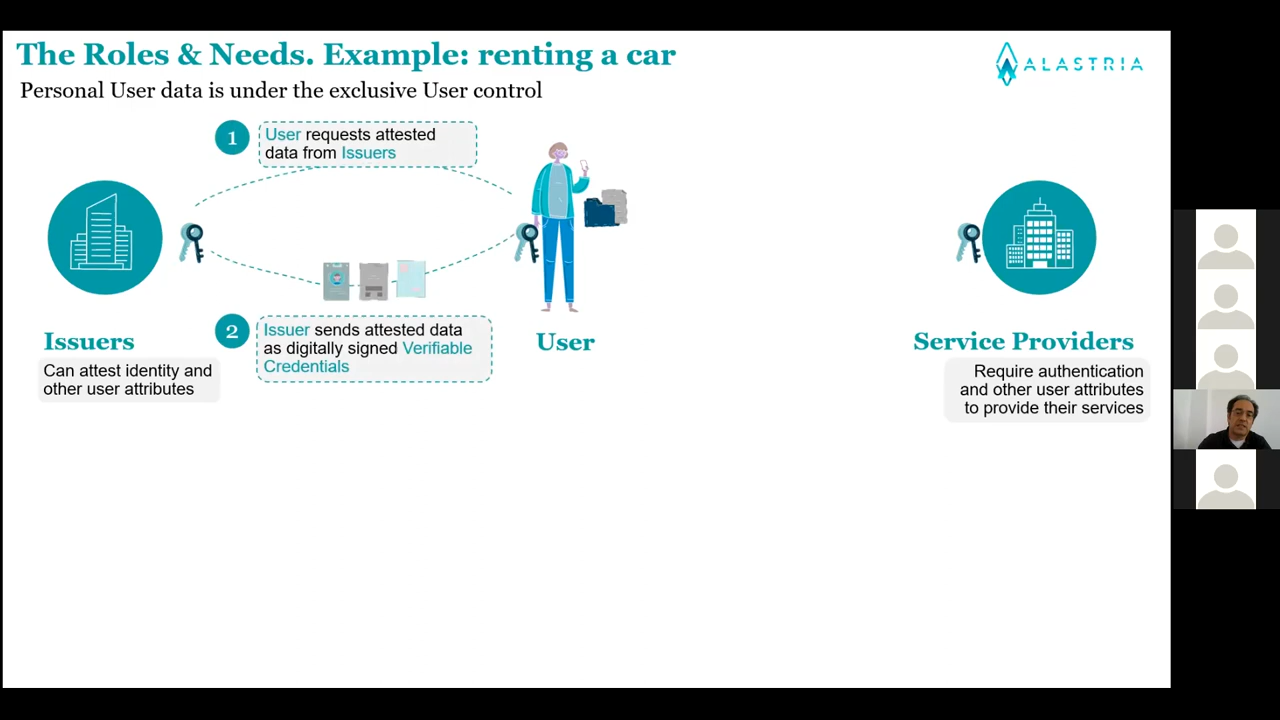 The Roles & Needs. Example: renting a car
ALASTRIA
Personal User data is under the exclusive User control
1
User requests attested
data from Issuers
2
Issuer sends attested data
as digitally signed Verifiable
Credentials
Issuers
Can attest identity and
other user attributes
User
Service Providers
Require authentication
and other user attributes
to provide their services